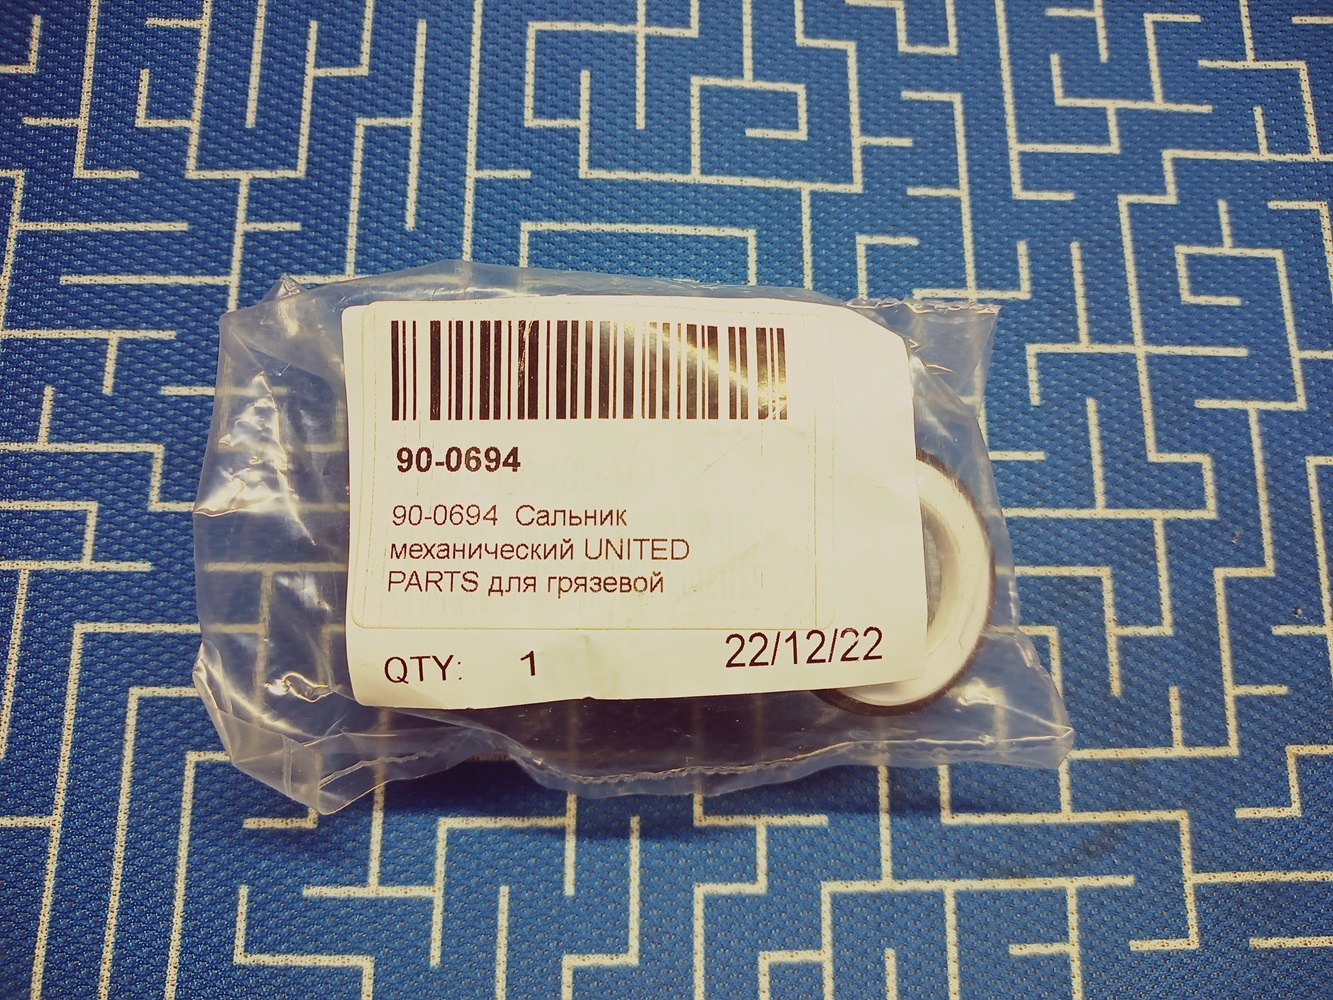 90-0694
90-0694 Сальник
механический UNITED
PARTS для грязевой
QTY: 1 22/12/22